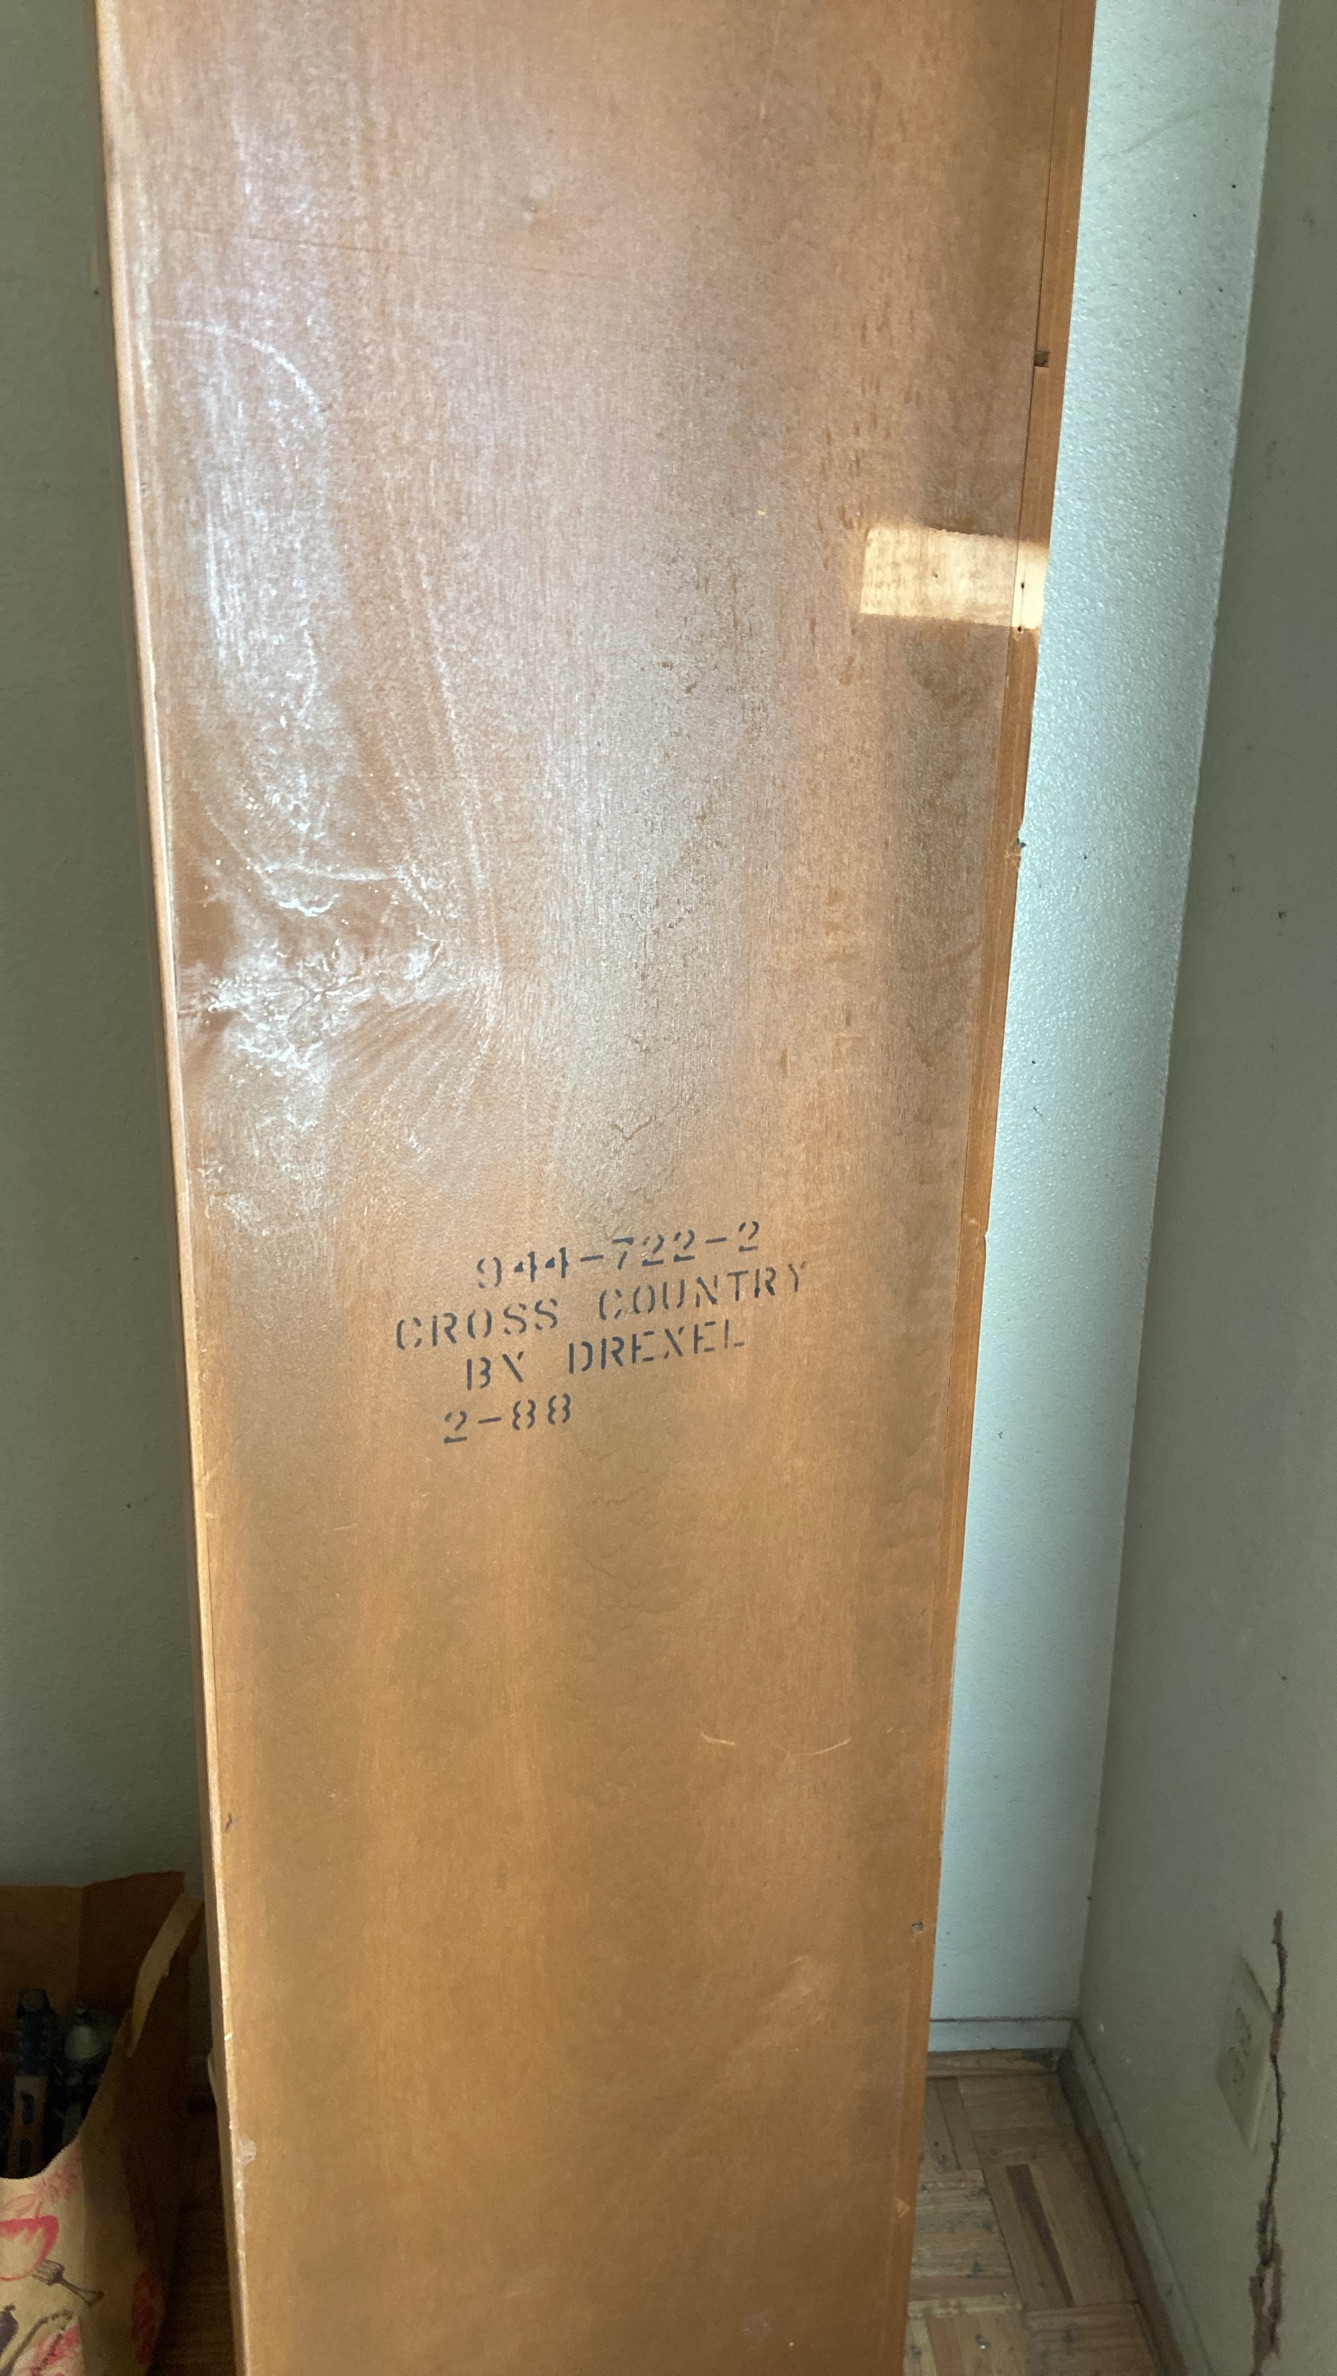 944-722-2
CROSS COUNTRY
BY DREXEL
2-88